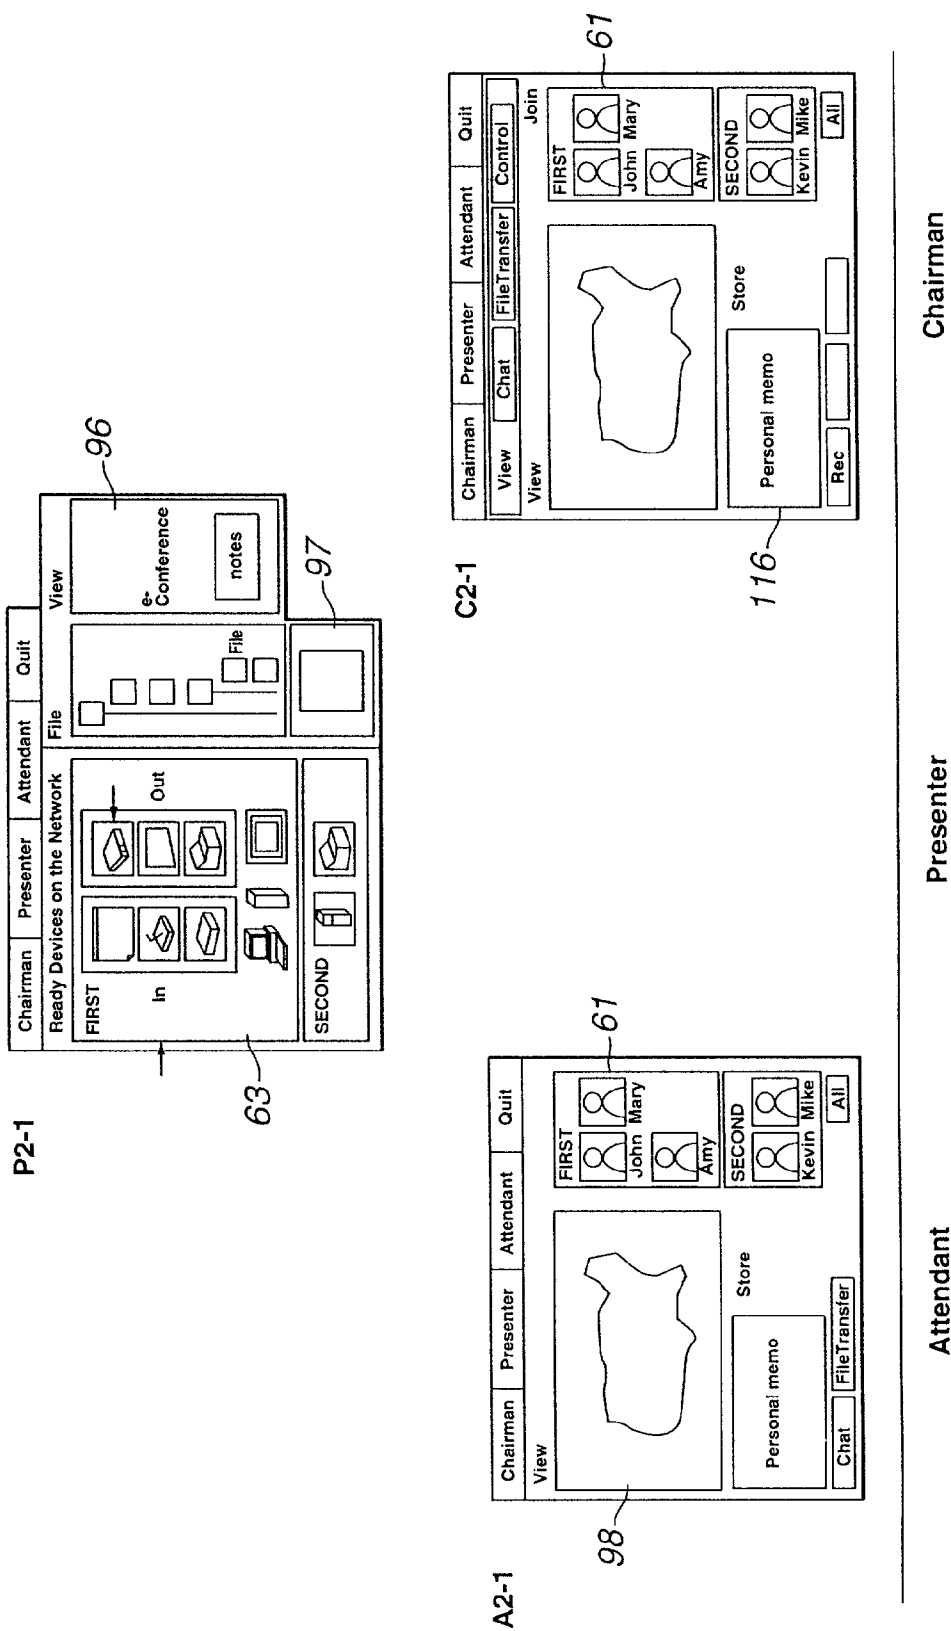 P2-1
Chairman Presenter Attendant Quit
Ready Devices on the Network
File
View
FIRST
In
Out
File
e-
Conference
notes
SECOND
63
96
97
A2-1
Chairman Presenter Attendant Quit
View
FIRST
John Mary
Amy
SECOND
Kevin Mike
Store
Personal memo
Chat FileTransfer
All
98
61
C2-1
Chairman Presenter Attendant Quit
View Chat FileTransfer Control
View
Join
FIRST
John Mary
Amy
SECOND
Kevin Mike
Store
Personal memo
Rec
All
116
61
Attendant
Presenter
Chairman